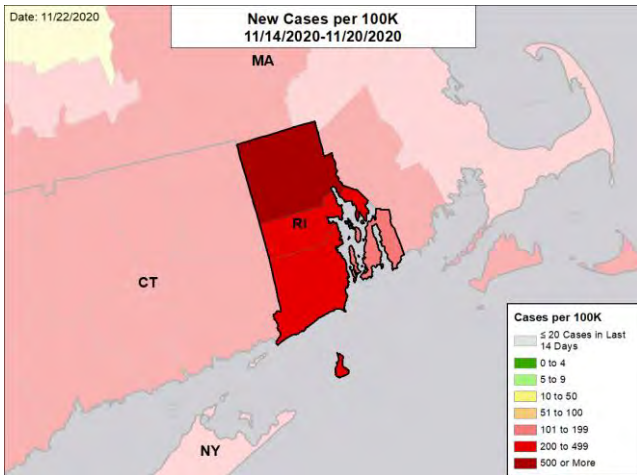 Date: 11/22/2020
New Cases per 100K
11/14/2020-11/20/2020
MA
RI
CT
NY
Cases per 100K
≤ 20 Cases in Last
14 Days
0 to 4
5 to 9
10 to 50
51 to 100
101 to 199
200 to 499
500 or More